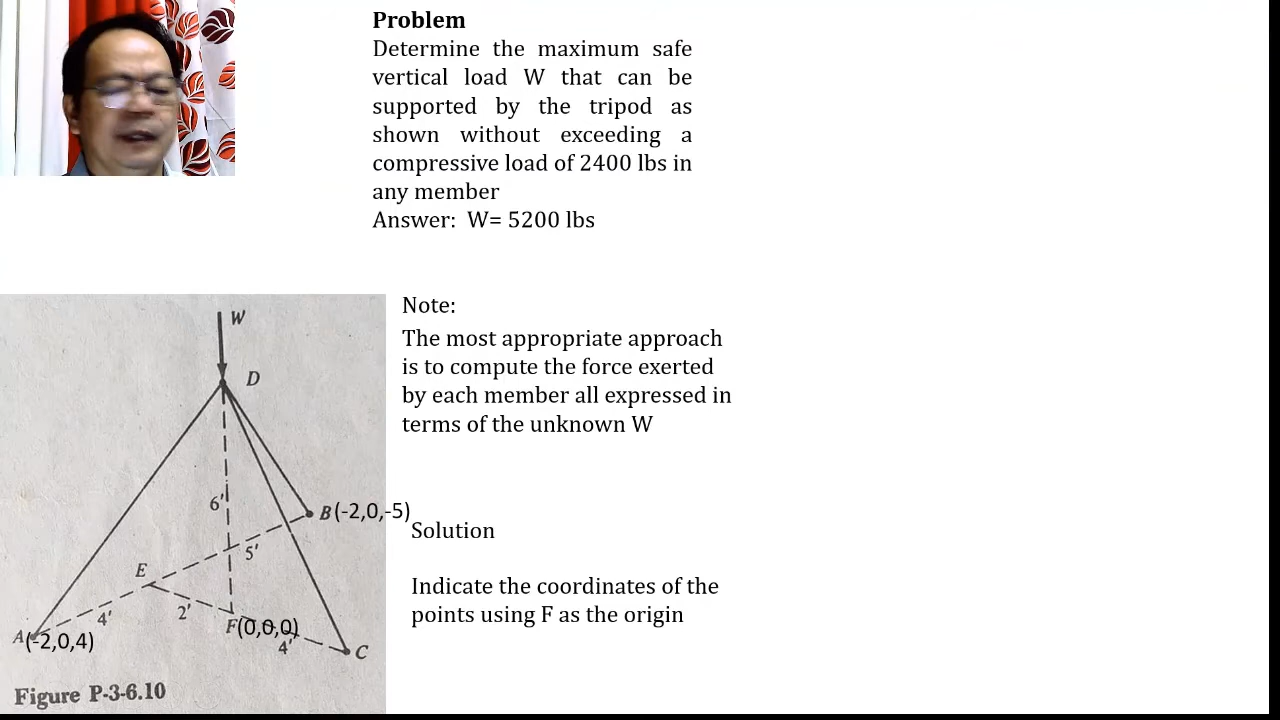 Problem
Determine the maximum safe
vertical load W that can be
supported by the tripod as
shown without exceeding a
compressive load of 2400 lbs in
any member
Answer: W= 5200 lbs
Note:
The most appropriate approach
is to compute the force exerted
by each member all expressed in
terms of the unknown W
Solution
Indicate the coordinates of the
points using F as the origin
W
D
6'
B(-2,0,-5)
5'
E
4'
2'
A(-2,0,4)
F(0,0,0)
4'
C
Figure P-3-6.10